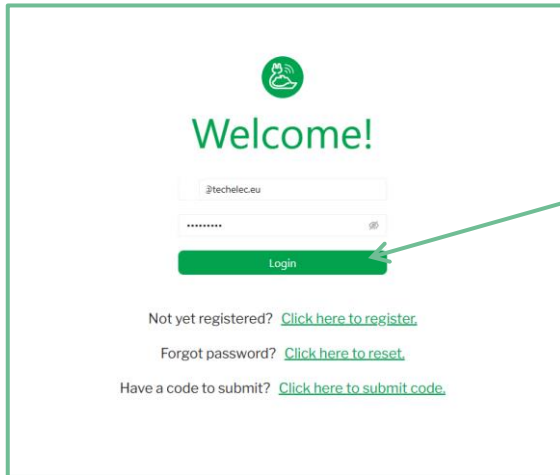 Welcome!
@techelec.eu
•••••••••
Login
Not yet registered? Click here to register.
Forgot password? Click here to reset.
Have a code to submit? Click here to submit code.